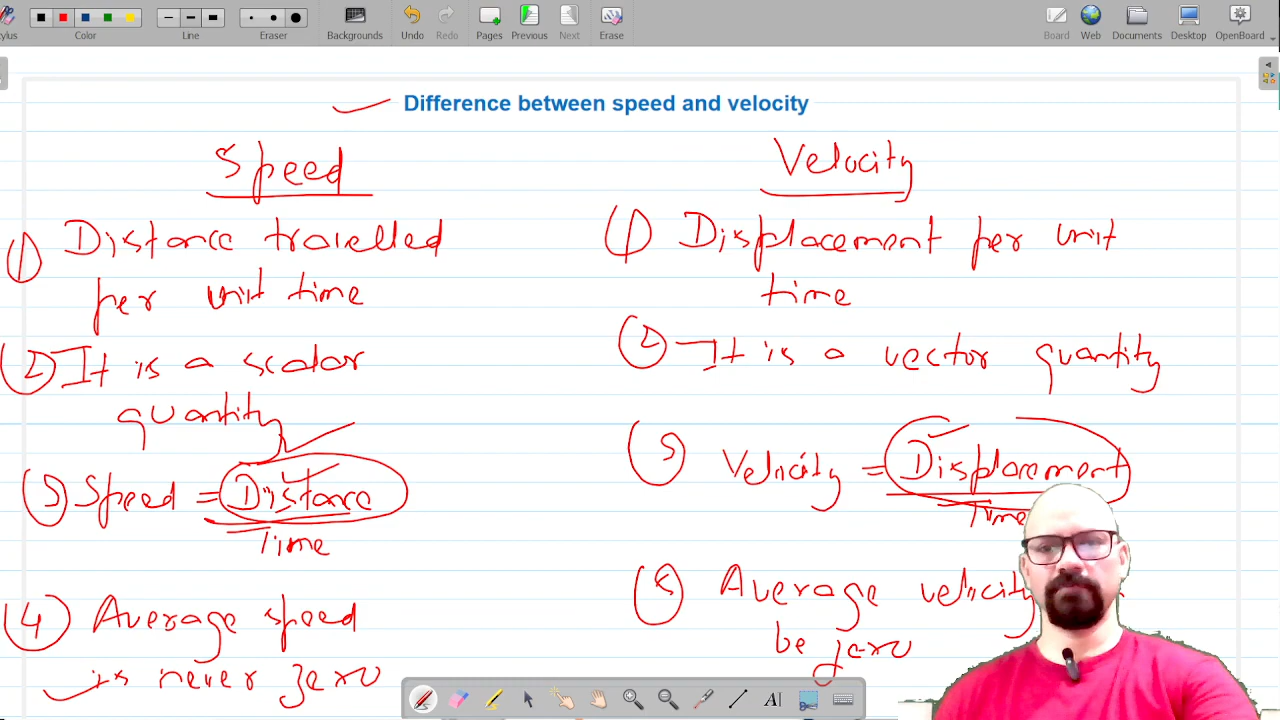 Stylus
Color
Line
Eraser
Backgrounds
Undo
Redo
Pages
Previous
Next
Erase
Board
Web
Documents
Desktop
OpenBoard
Difference between speed and velocity
Speed
① Distance travelled
per unit time
② It is a scalar
quantity
③ Speed = Distance
Time
④ Average speed
is never zero
Velocity
① Displacement per unit
time
② It is a vector quantity
③ Velocity = Displacement
Time
④ Average velocity
be zero